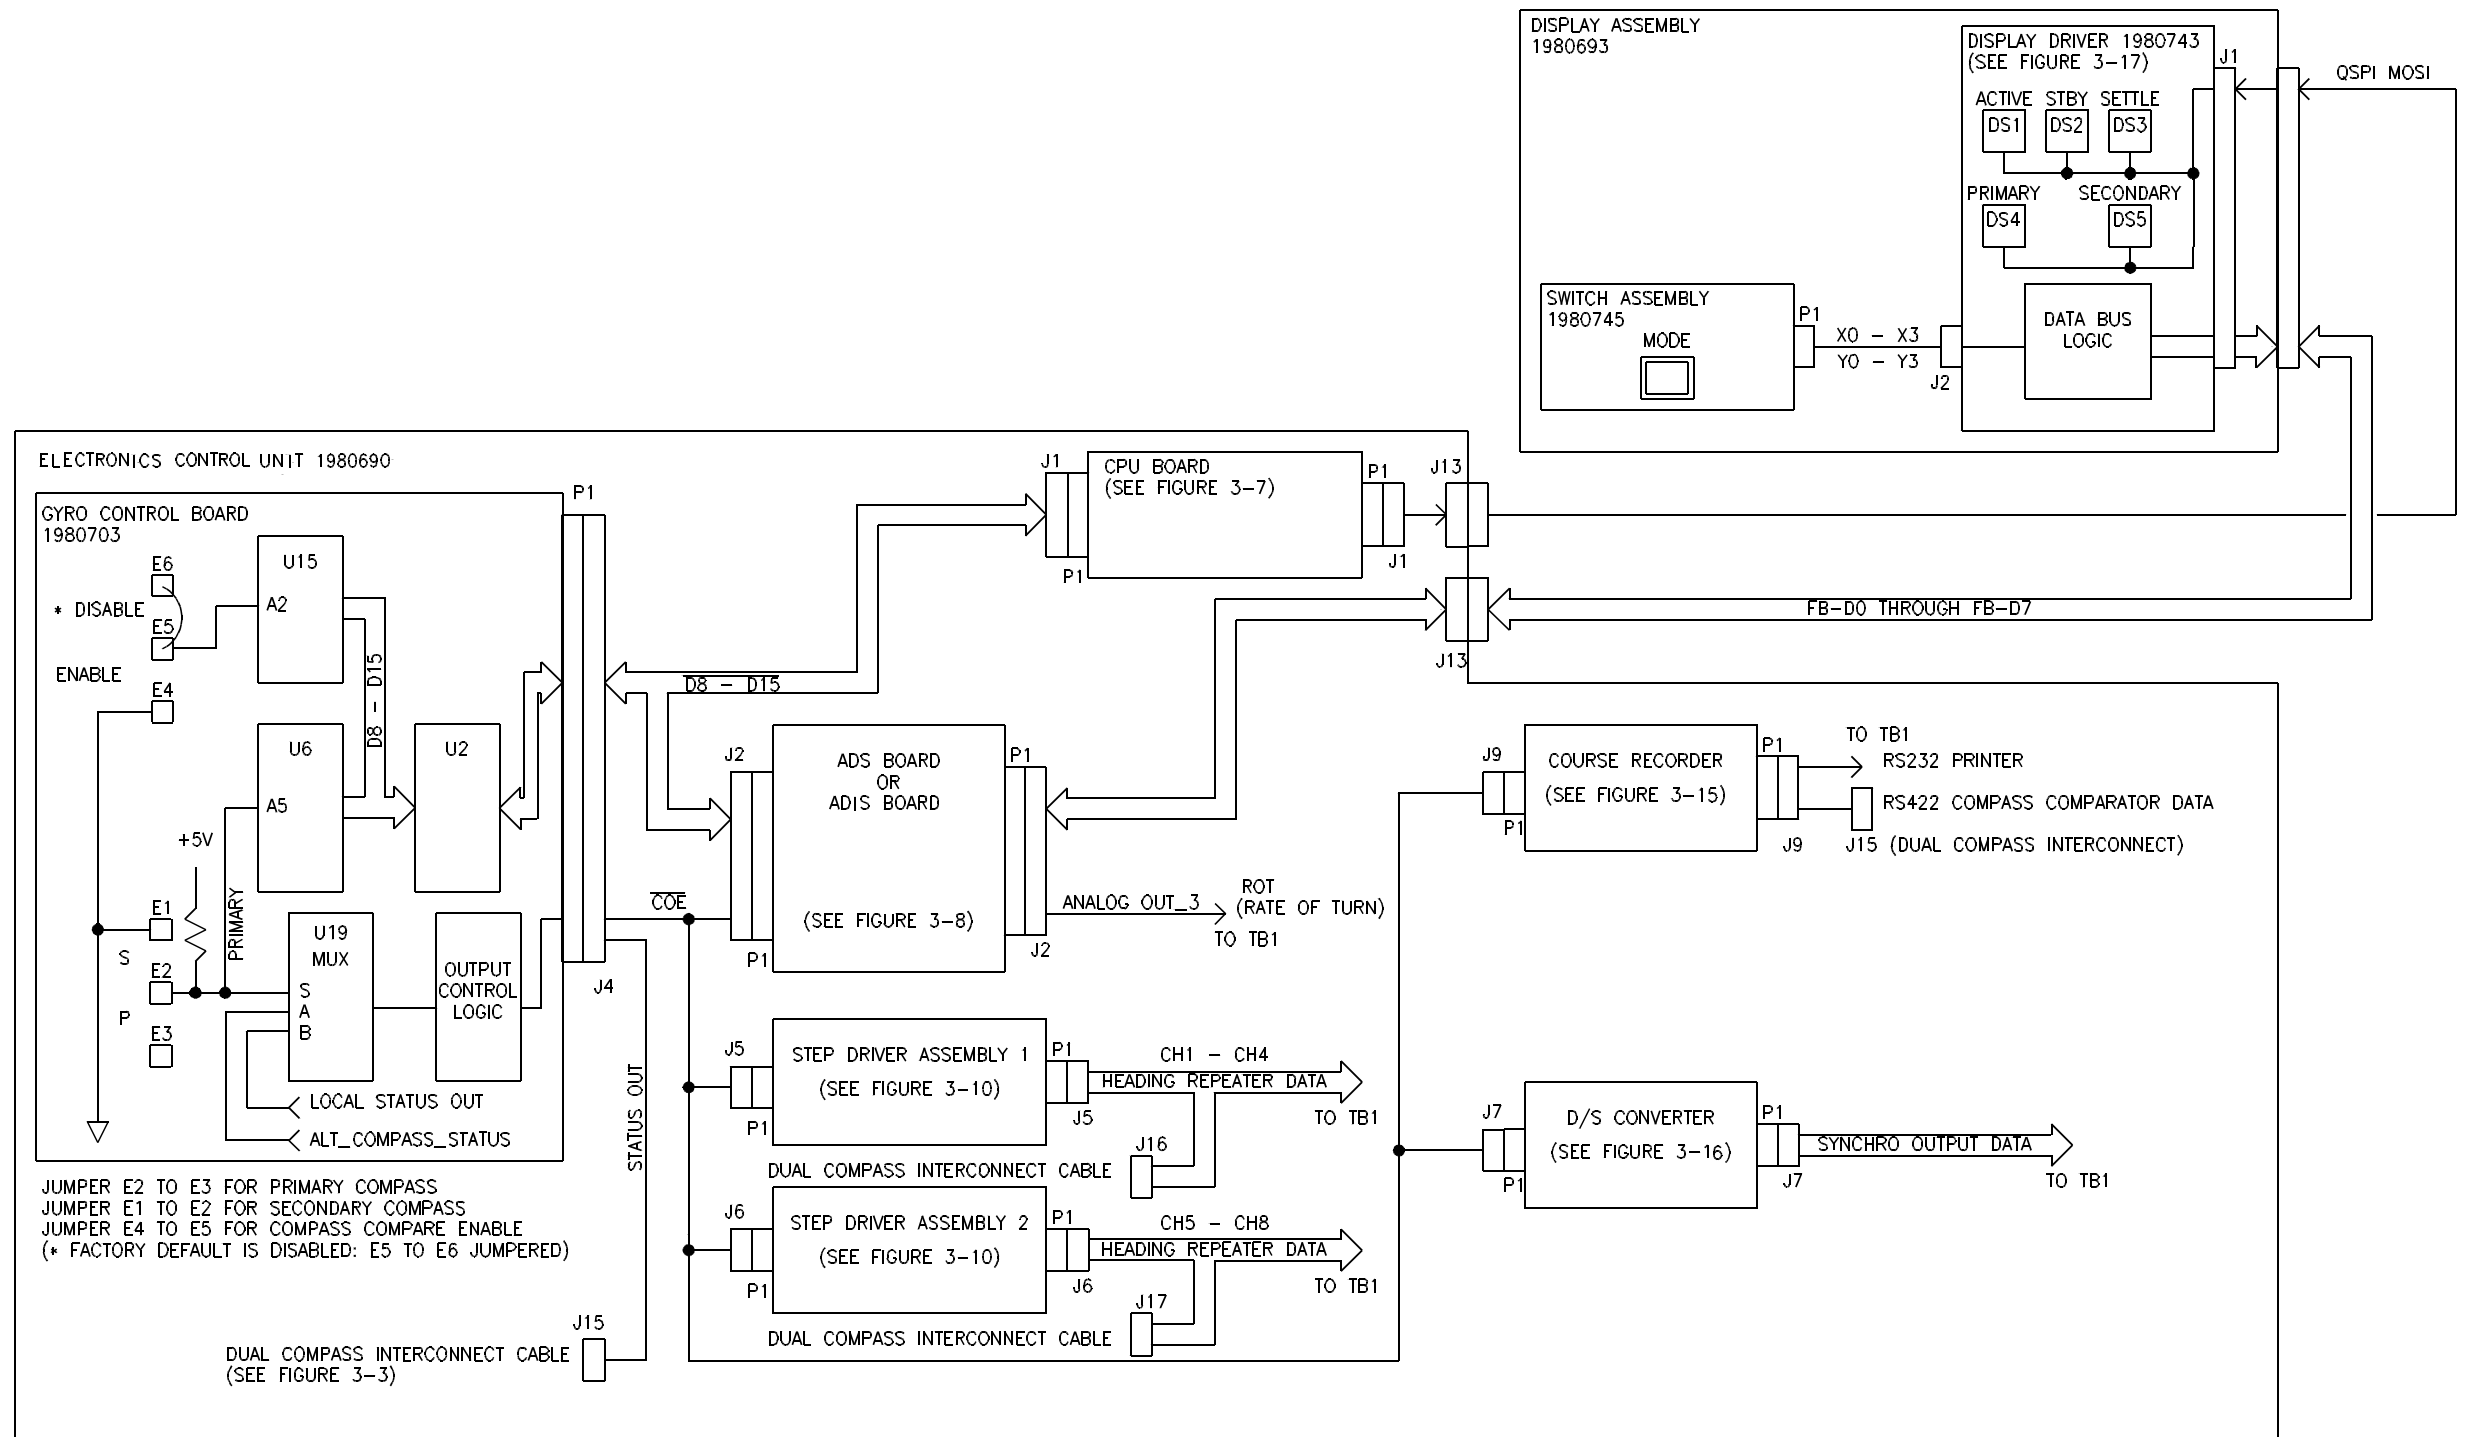 DISPLAY ASSEMBLY
1980693
DISPLAY DRIVER 1980743
(SEE FIGURE 3-17)
J1
QSPI MOSI
ACTIVE STBY SETTLE
DS1 DS2 DS3
PRIMARY SECONDARY
DS4 DS5
SWITCH ASSEMBLY
1980745
MODE
P1
X0 - X3
Y0 - Y3
J2
DATA BUS
LOGIC
ELECTRONICS CONTROL UNIT 1980690
GYRO CONTROL BOARD
1980703
P1
E6
* DISABLE
E5
ENABLE
E4
U15
A2
D8 - D15
U6
A5
U2
+5V
PRIMARY
E1
S
E2
P
E3
U19
MUX
S
A
B
OUTPUT
CONTROL
LOGIC
LOCAL STATUS OUT
ALT_COMPASS_STATUS
J4
JUMPER E2 TO E3 FOR PRIMARY COMPASS
JUMPER E1 TO E2 FOR SECONDARY COMPASS
JUMPER E4 TO E5 FOR COMPASS COMPARE ENABLE
(* FACTORY DEFAULT IS DISABLED: E5 TO E6 JUMPERED)
STATUS OUT
J15
DUAL COMPASS INTERCONNECT CABLE
(SEE FIGURE 3-3)
D8 - D15
COE
J1
CPU BOARD
(SEE FIGURE 3-7)
P1
P1
J1
J13
J13
FB-D0 THROUGH FB-D7
J2
ADS BOARD
OR
ADIS BOARD
(SEE FIGURE 3-8)
P1
P1
J2
ANALOG OUT_3
ROT
(RATE OF TURN)
TO TB1
J5
STEP DRIVER ASSEMBLY 1
(SEE FIGURE 3-10)
P1
P1
J5
CH1 - CH4
HEADING REPEATER DATA
TO TB1
J16
DUAL COMPASS INTERCONNECT CABLE
J6
STEP DRIVER ASSEMBLY 2
(SEE FIGURE 3-10)
P1
P1
J6
CH5 - CH8
HEADING REPEATER DATA
TO TB1
J17
DUAL COMPASS INTERCONNECT CABLE
J9
COURSE RECORDER
(SEE FIGURE 3-15)
P1
P1
J9
TO TB1
RS232 PRINTER
RS422 COMPASS COMPARATOR DATA
J15 (DUAL COMPASS INTERCONNECT)
J7
D/S CONVERTER
(SEE FIGURE 3-16)
P1
P1
J7
SYNCHRO OUTPUT DATA
TO TB1